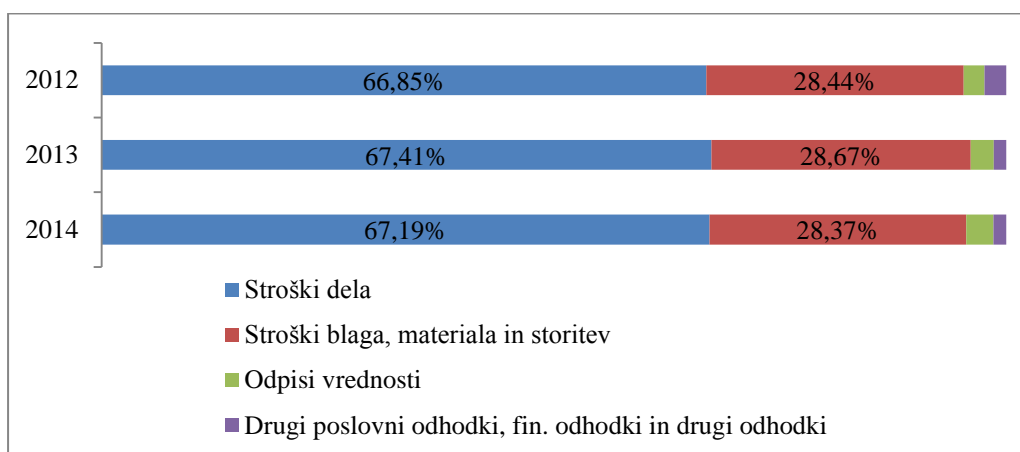 2012 66,85% 28,44%
2013 67,41% 28,67%
2014 67,19% 28,37%
Stroški dela
Stroški blaga, materiala in storitev
Odpisi vrednosti
Drugi poslovni odhodki, fin. odhodki in drugi odhodki